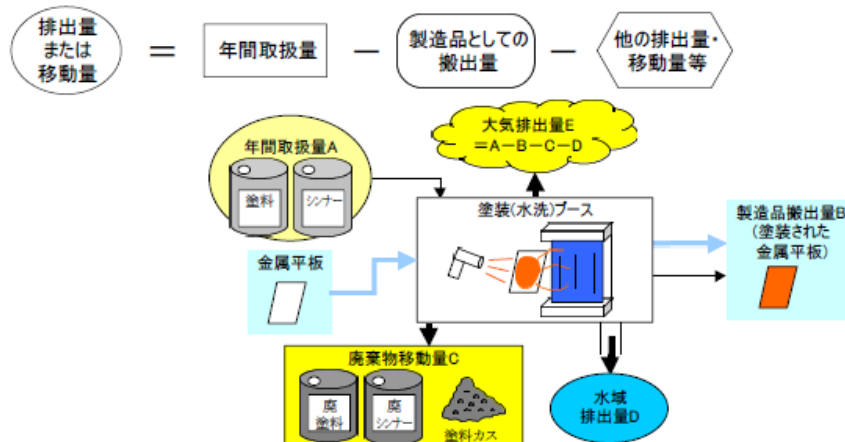 排出量
または
移動量
＝
年間取扱量
－
製造品としての
搬出量
－
他の排出量・
移動量等
大気排出量E
＝A－B－C－D
年間取扱量A
塗料
シンナー
塗装(水洗)ブース
製造品搬出量B
(塗装された
金属平板)
金属平板
廃棄物移動量C
廃
塗料
廃
シンナー
塗料カス
水域
排出量D